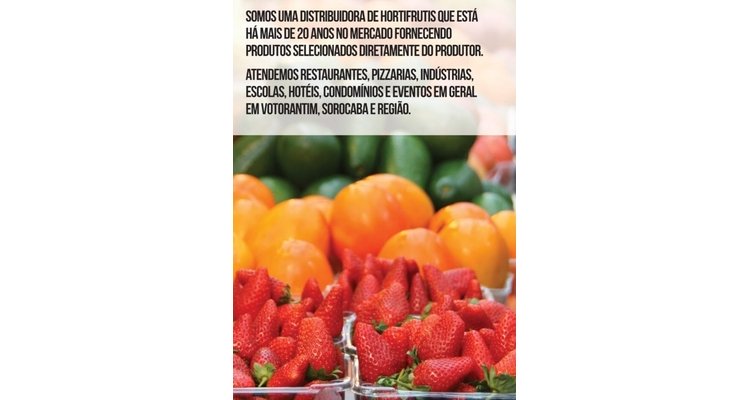 SOMOS UMA DISTRIBUIDORA DE HORTIFRUTIS QUE ESTÁ
HÁ MAIS DE 20 ANOS NO MERCADO FORNECENDO
PRODUTOS SELECIONADOS DIRETAMENTE DO PRODUTOR.
ATENDEMOS RESTAURANTES, PIZZARIAS, INDÚSTRIAS,
ESCOLAS, HOTÉIS, CONDOMÍNIOS E EVENTOS EM GERAL
EM VOTORANTIM, SOROCABA E REGIÃO.